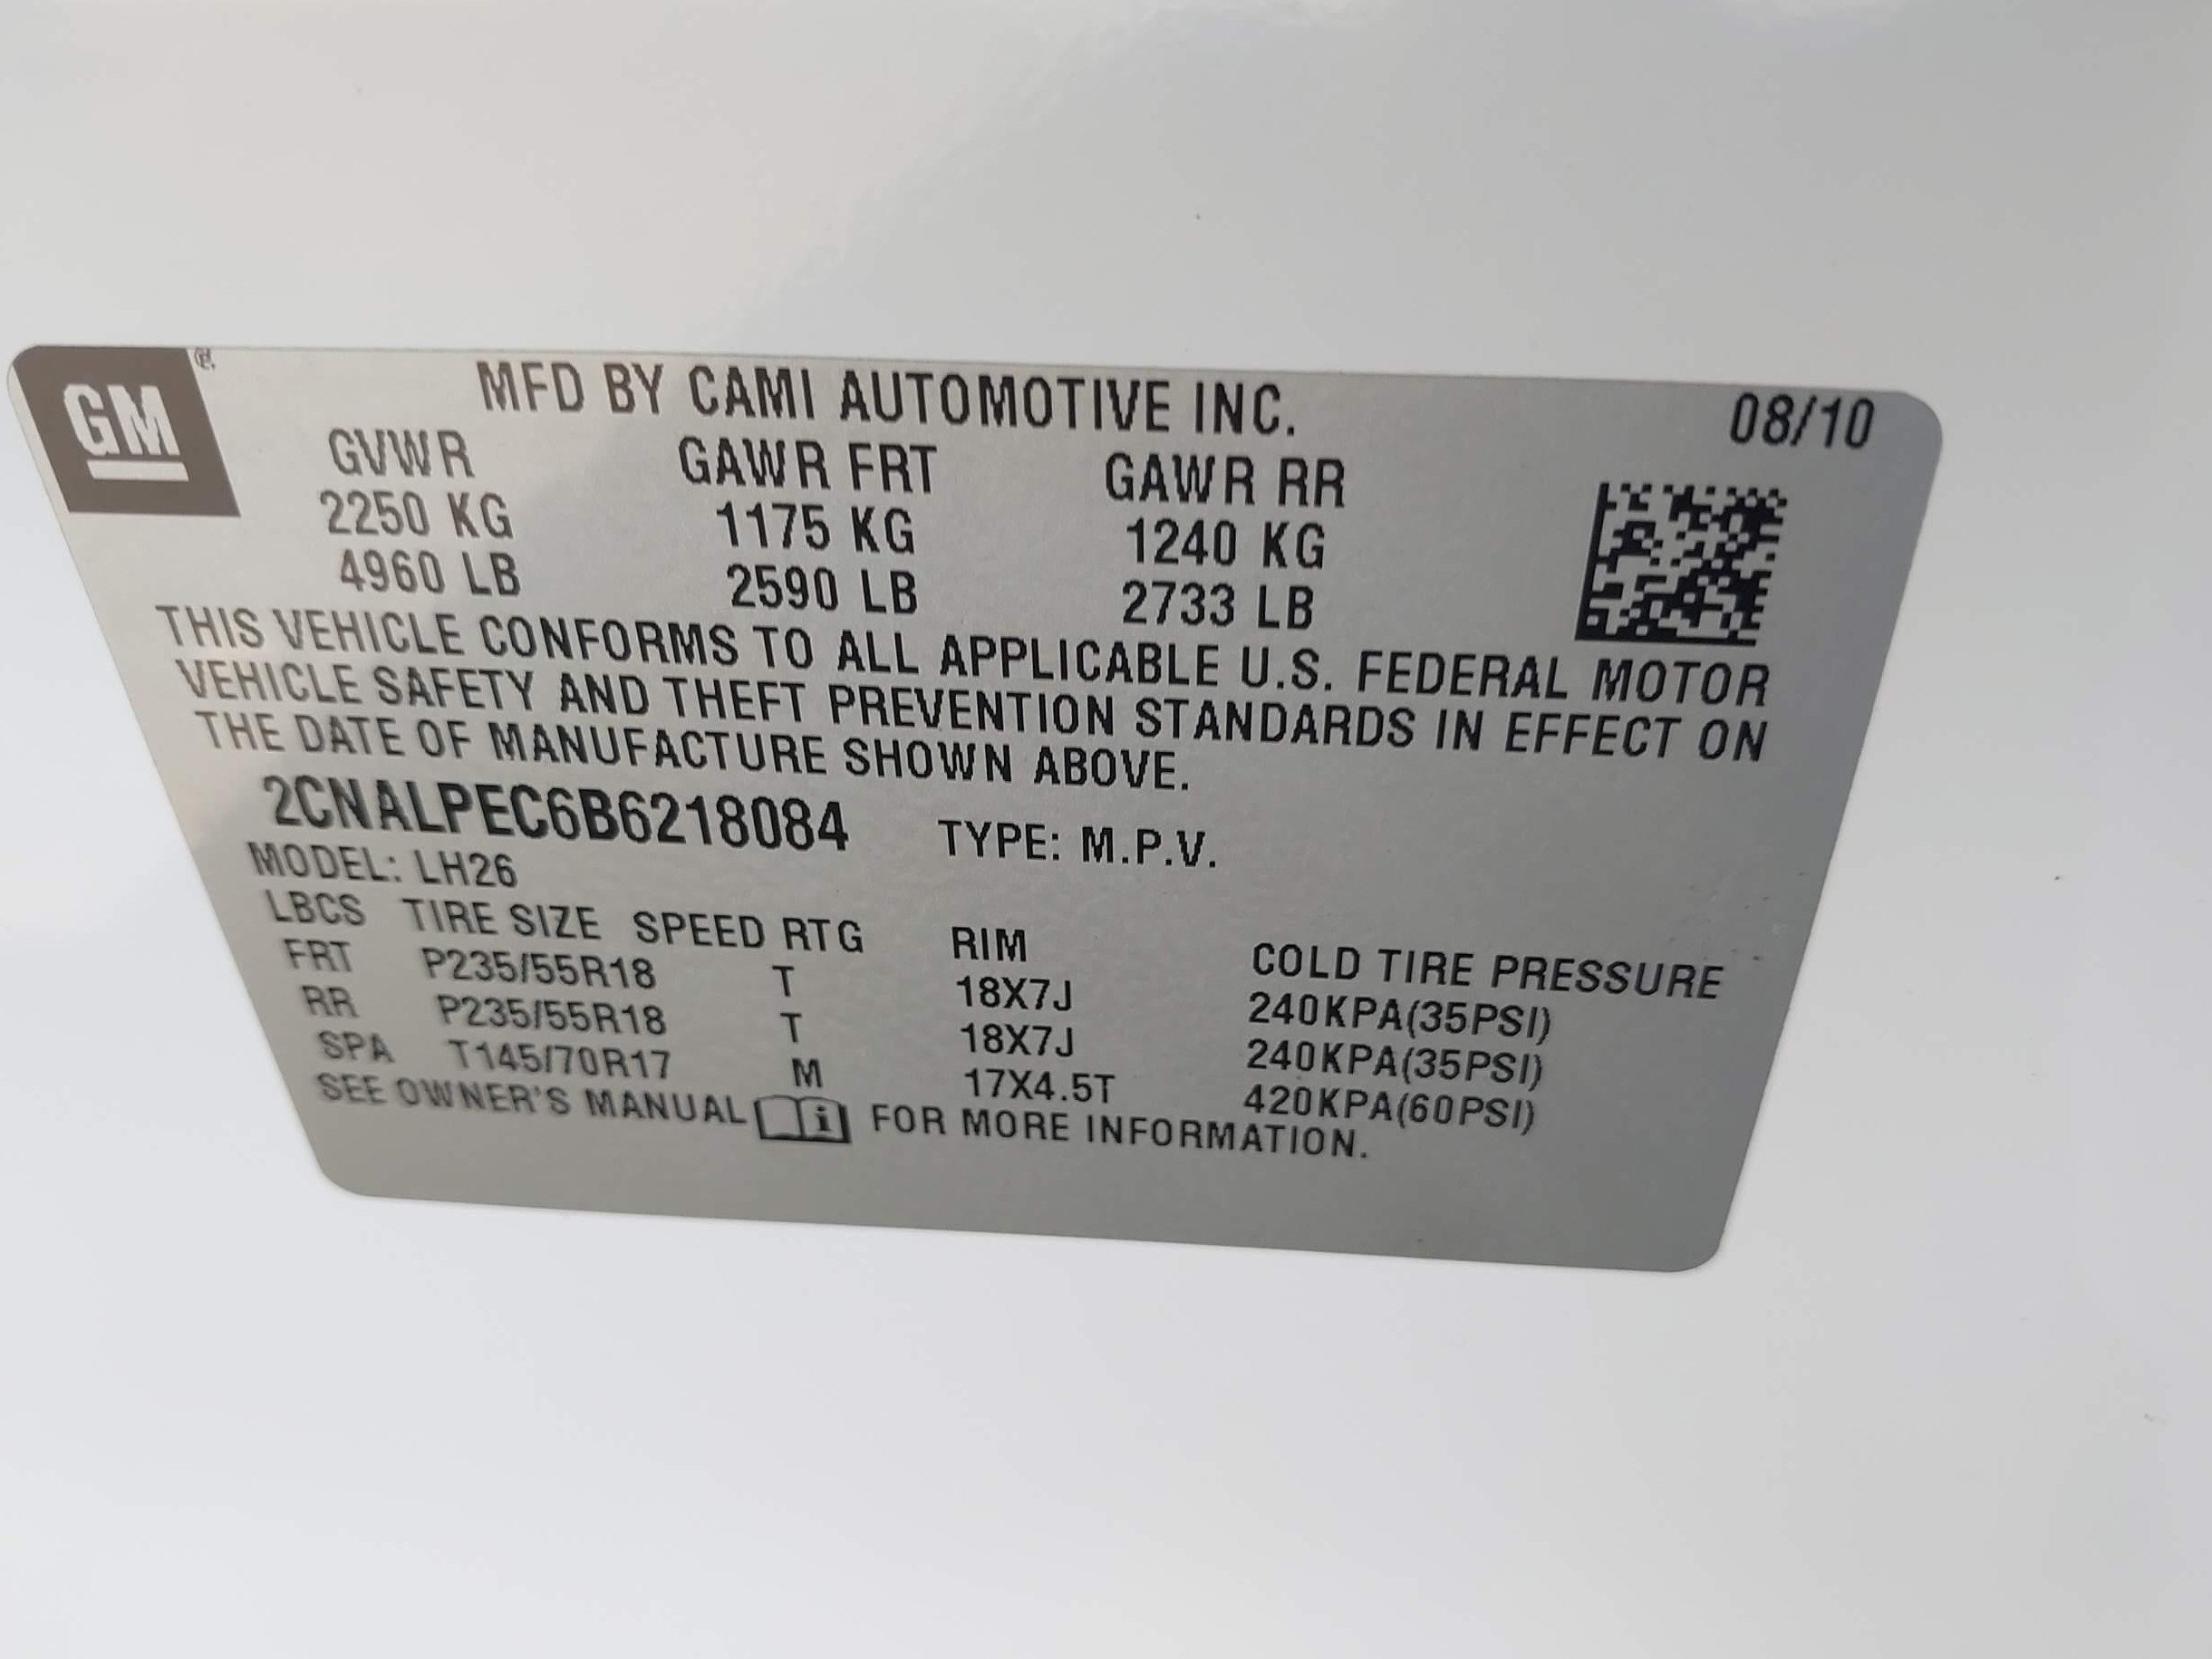 GM
MFD BY CAMI AUTOMOTIVE INC. 08/10
GVWR GAWR FRT GAWR RR
2250 KG 1175 KG 1240 KG
4960 LB 2590 LB 2733 LB
THIS VEHICLE CONFORMS TO ALL APPLICABLE U.S. FEDERAL MOTOR
VEHICLE SAFETY AND THEFT PREVENTION STANDARDS IN EFFECT ON
THE DATE OF MANUFACTURE SHOWN ABOVE.
2CNALPEC6B6218084 TYPE: M.P.V.
MODEL: LH26
LBCS TIRE SIZE SPEED RTG RIM COLD TIRE PRESSURE
FRT P235/55R18 T 18X7J 240KPA(35PSI)
RR P235/55R18 T 18X7J 240KPA(35PSI)
SPA T145/70R17 M 17X4.5T 420KPA(60PSI)
SEE OWNER'S MANUAL i FOR MORE INFORMATION.